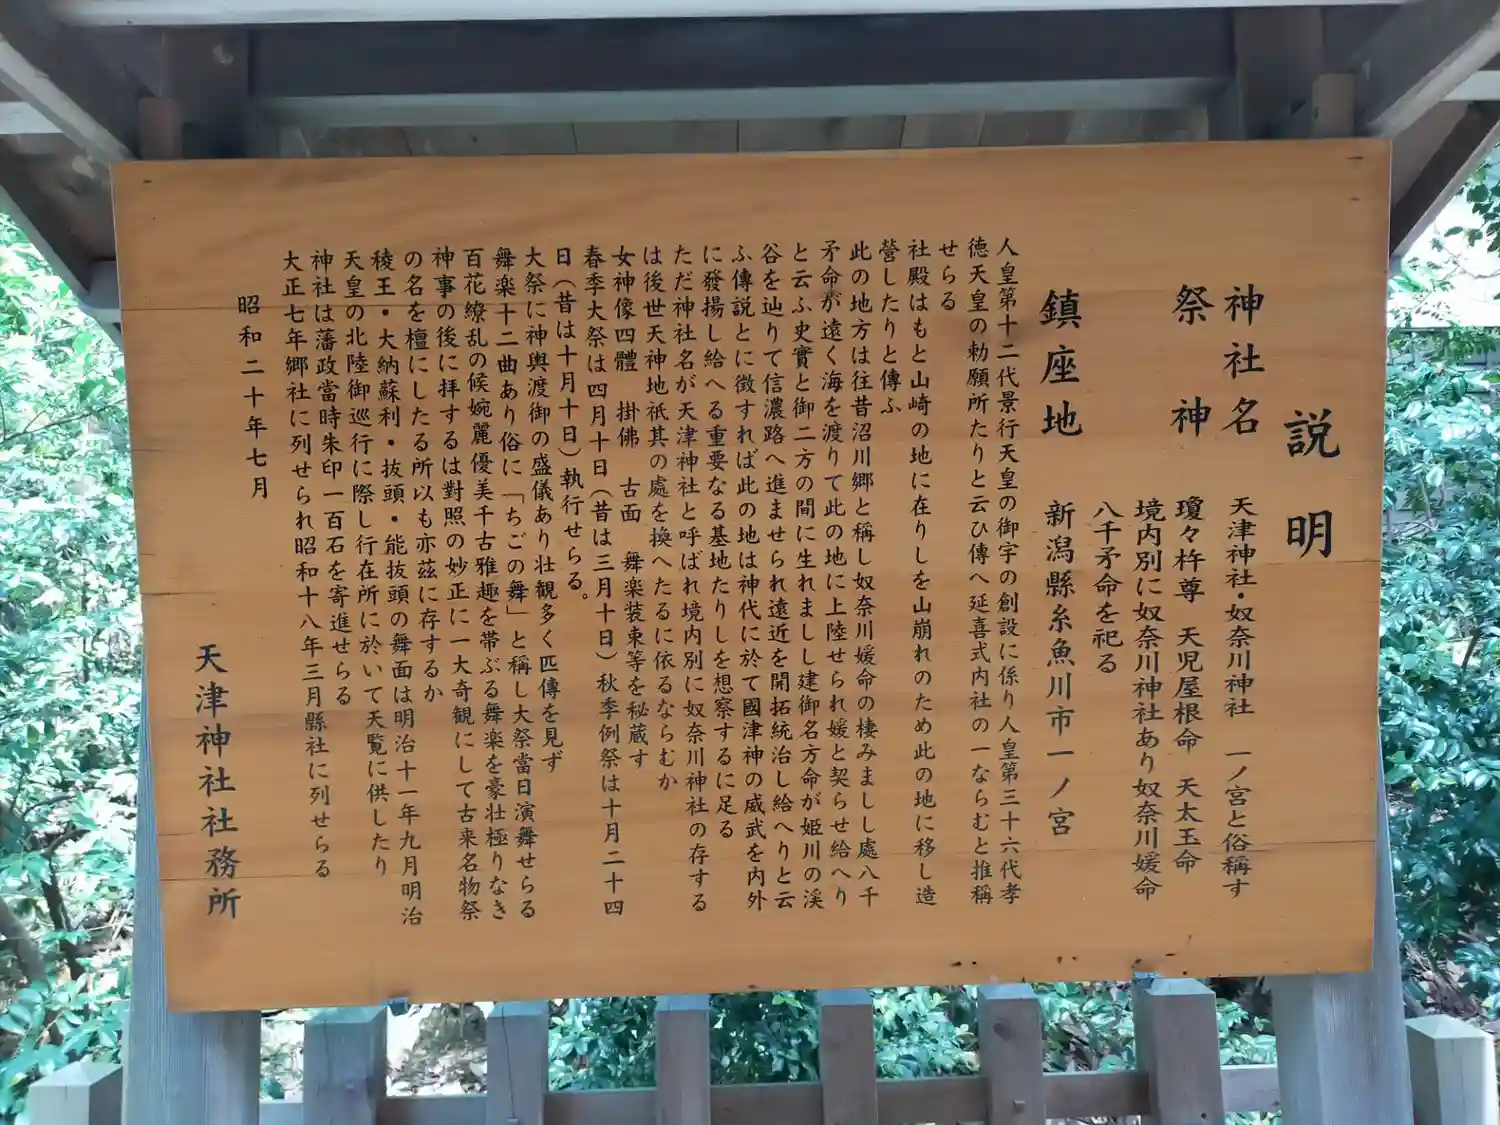 説明
神社名 天津神社・奴奈川神社 一ノ宮と俗稱す
祭神 瓊々杵尊 天児屋根命 天太玉命
境内別に奴奈川神社あり奴奈川媛命
八千矛命を祀る
鎮座地 新潟縣糸魚川市一ノ宮
人皇第十二代景行天皇の御宇の創設に係り人皇第三十六代孝
徳天皇の勅願所たりと云ひ傳へ延喜式内社の一ならむと推稱
せらる
社殿はもと山崎の地に在りしを山崩れのため此の地に移し造
營したりと傳ふ
此の地方は往昔沼川郷と稱し奴奈川媛命の棲みましし處八千
矛命が遠く海を渡りて此の地に上陸せられ媛と契らせ給へり
と云ふ史實と御二方の間に生れましし建御名方命が姫川の渓
谷を辿りて信濃路へ進ませられ遠近を開拓統治し給へりと云
ふ傳説とに徴すれば此の地は神代に於て國津神の威武を内外
に發揚し給へる重要なる基地たりしを想察するに足る
ただ神社名が天津神社と呼ばれ境内別に奴奈川神社の存する
は後世天神地祇其の處を換へたるに依るならむか
女神像四體 掛佛 古面 舞楽装束等を秘蔵す
春季大祭は四月十日(昔は三月十日)秋季例祭は十月二十四
日(昔は十月十日)執行せらる。
大祭に神輿渡御の盛儀あり壮観多く匹儔を見ず
舞楽十二曲あり俗に「ちごの舞」と稱し大祭當日演舞せらる
百花繚乱の候婉麗優美千古雅趣を帯ぶる舞楽を豪壮極りなき
神事の後に拝するは對照の妙正に一大奇観にして古来名物祭
の名を檀にしたる所以も亦茲に存するか
稜王・大納蘇利・抜頭・能抜頭の舞面は明治十一年九月明治
天皇の北陸御巡行に際し行在所に於いて天覧に供したり
神社は藩政當時朱印一百石を寄進せらる
大正七年郷社に列せられ昭和十八年三月縣社に列せらる
昭和二十年七月
天津神社社務所